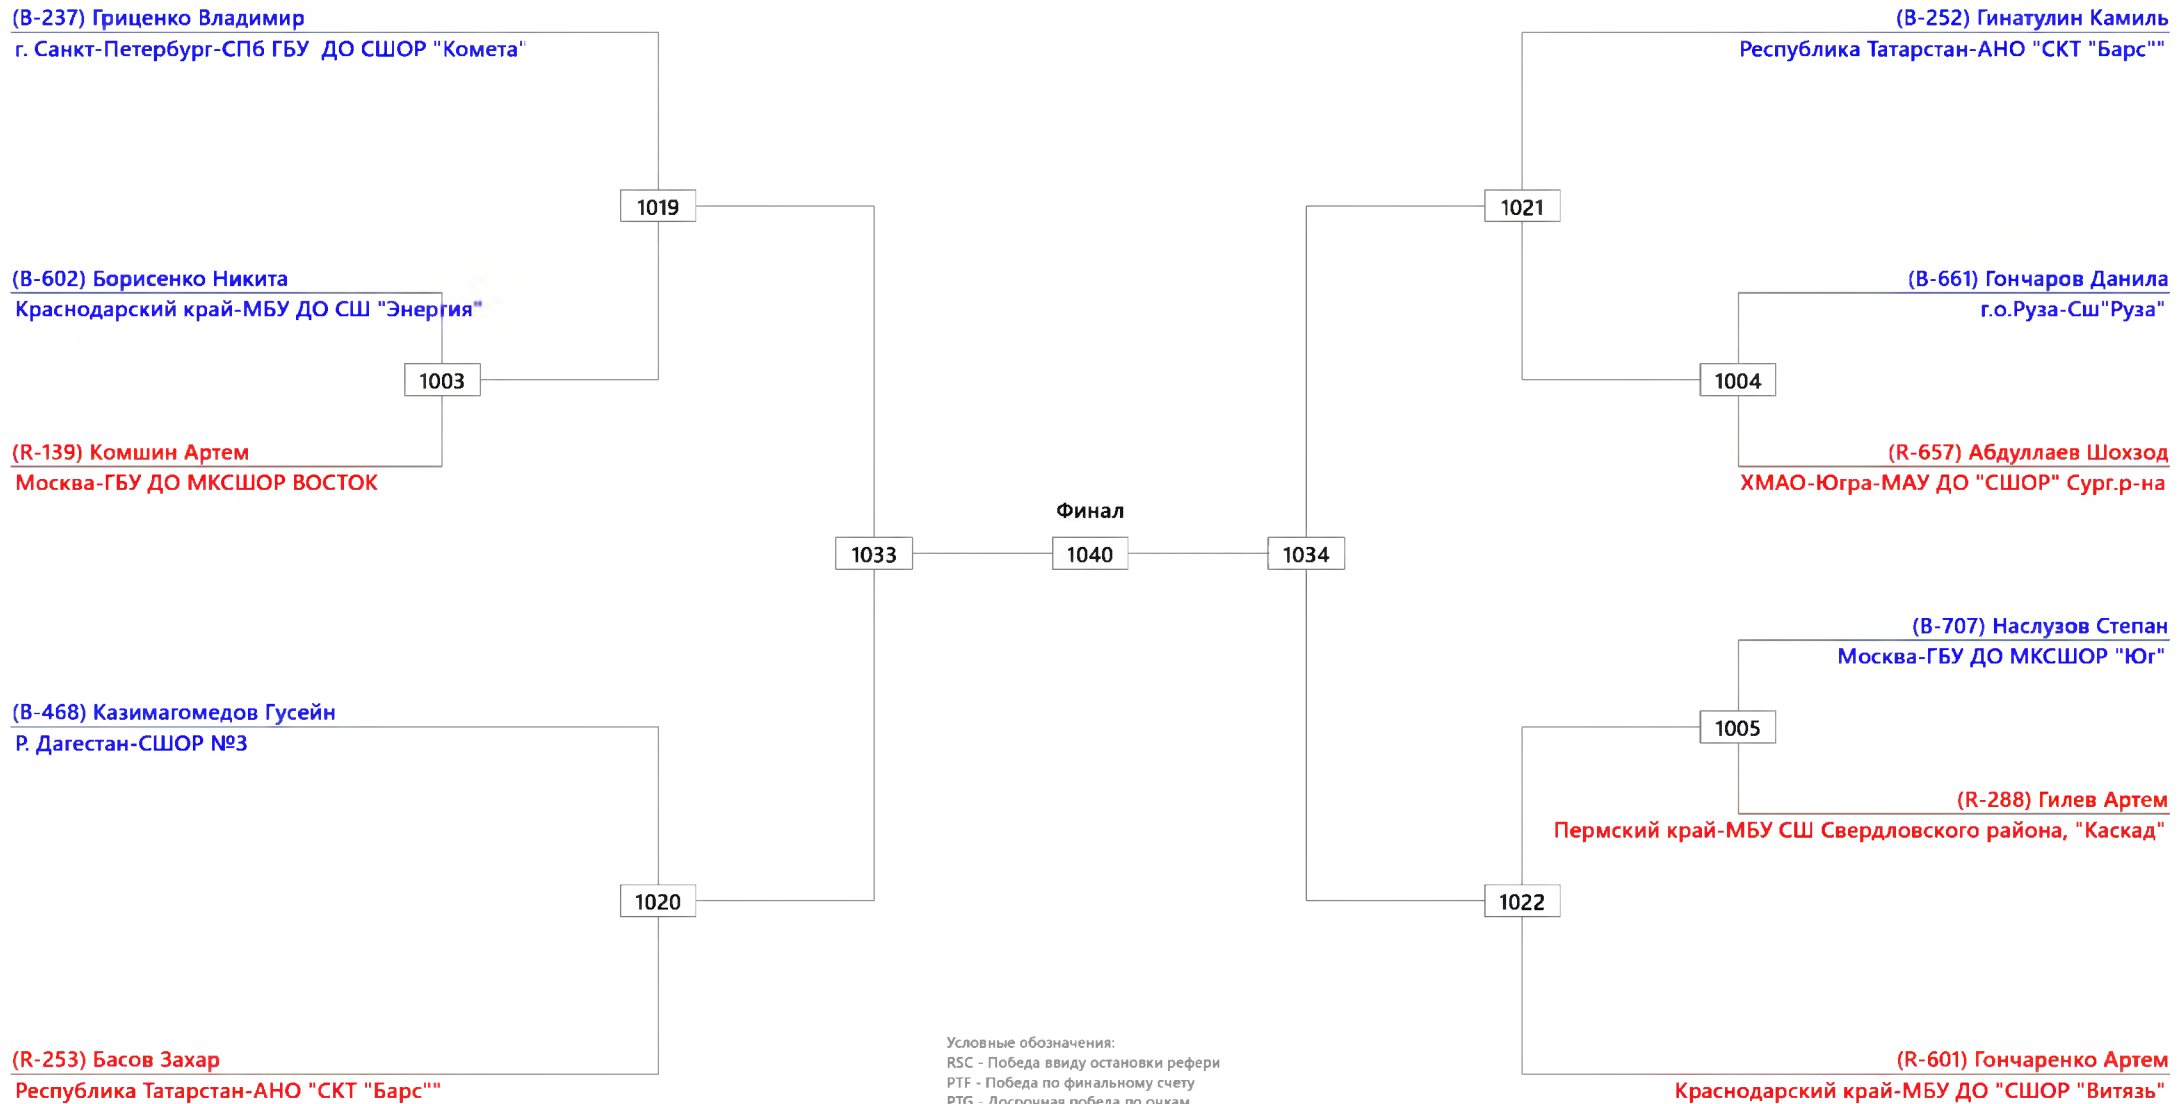 (B-237) Гриценко Владимир
г. Санкт-Петербург-СПб ГБУ  ДО СШОР "Комета"
1019
(B-602) Борисенко Никита
Краснодарский край-МБУ ДО СШ "Энергия"
1003
(R-139) Комшин Артем
Москва-ГБУ ДО МКСШОР ВОСТОК
1033
(B-468) Казимагомедов Гусейн
Р. Дагестан-СШОР №3
1020
(R-253) Басов Захар
Республика Татарстан-АНО "СКТ "Барс""
Финал
1040
(B-252) Гинатулин Камиль
Республика Татарстан-АНО "СКТ "Барс""
1021
(B-661) Гончаров Данила
г.о.Руза-Сш"Руза"
1004
(R-657) Абдуллаев Шохзод
ХМАО-Югра-МАУ ДО "СШОР" Сург.р-на
1034
(B-707) Наслузов Степан
Москва-ГБУ ДО МКСШОР "Юг"
1005
(R-288) Гилев Артем
Пермский край-МБУ СШ Свердловского района, "Каскад"
1022
(R-601) Гончаренко Артем
Краснодарский край-МБУ ДО "СШОР "Витязь"
Условные обозначения:
RSC - Победа ввиду остановки рефери
PTF - Победа по финальному счету
PTG - Досрочная победа по очкам